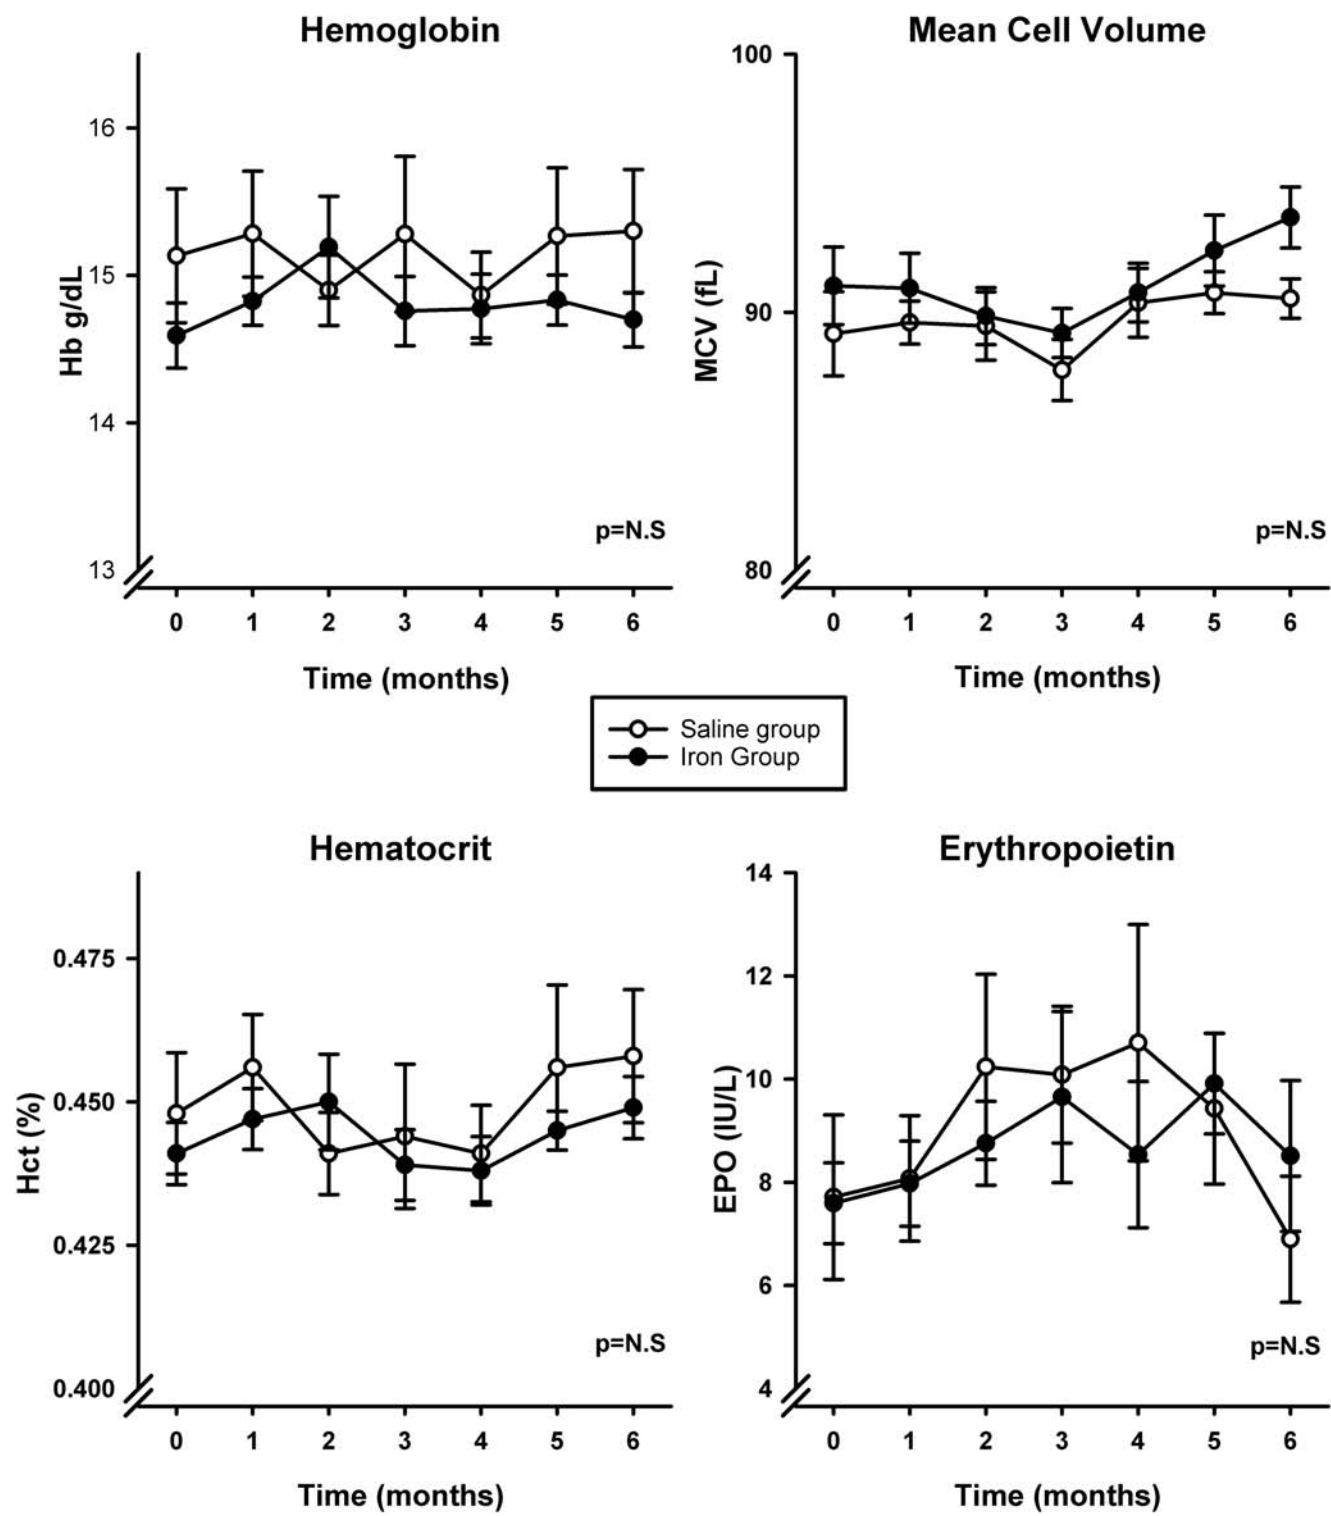 Hemoglobin
Hb g/dL
16
15
14
13
p=N.S
0 1 2 3 4 5 6
Time (months)
Mean Cell Volume
MCV (fL)
100
90
80
p=N.S
0 1 2 3 4 5 6
Time (months)
Saline group
Iron Group
Hematocrit
Hct (%)
0.475
0.450
0.425
0.400
p=N.S
0 1 2 3 4 5 6
Time (months)
Erythropoietin
EPO (IU/L)
14
12
10
8
6
4
p=N.S
0 1 2 3 4 5 6
Time (months)